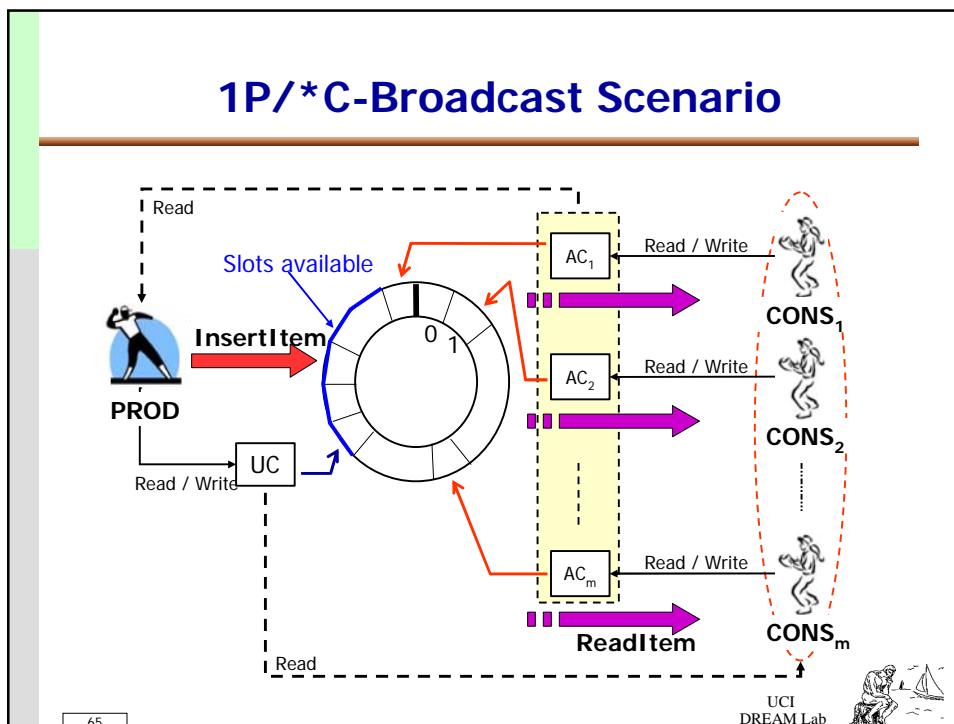 1P/*C-Broadcast Scenario
Read
Slots available
InsertItem
PROD
UC
Read / Write
0
1
AC1
Read / Write
CONS1
AC2
Read / Write
CONS2
ACm
Read / Write
CONSm
ReadItem
Read
65
UCI
DREAM Lab